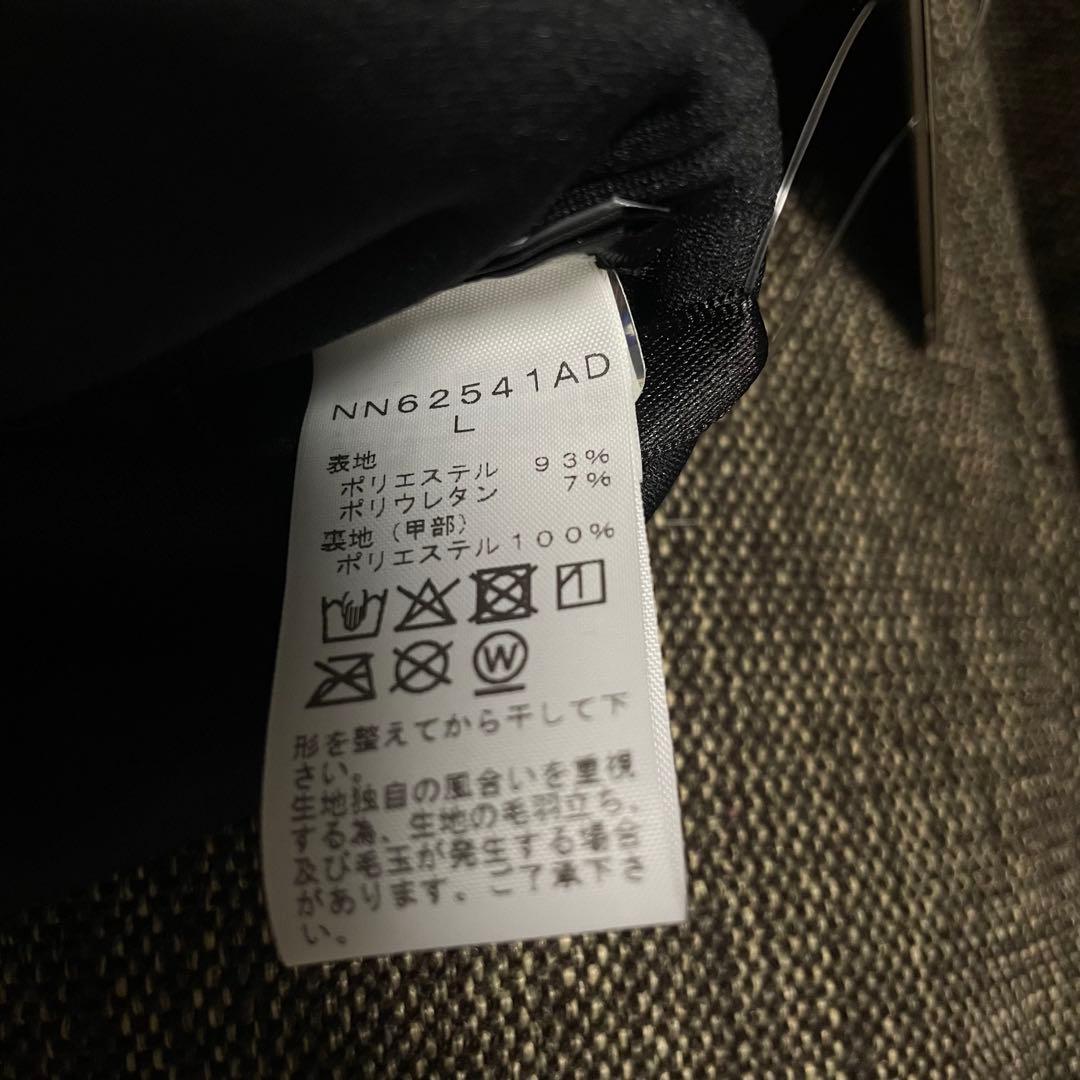 NN62541AD
L
表地
ポリエステル 93%
ポリウレタン 7%
裏地(甲部)
ポリエステル100%
W
形を整えてから干して下
さい。
生地独自の風合いを重視
する為、生地の毛羽立ち、
及び毛玉が発生する場合
があります。ご了承下さ
い。